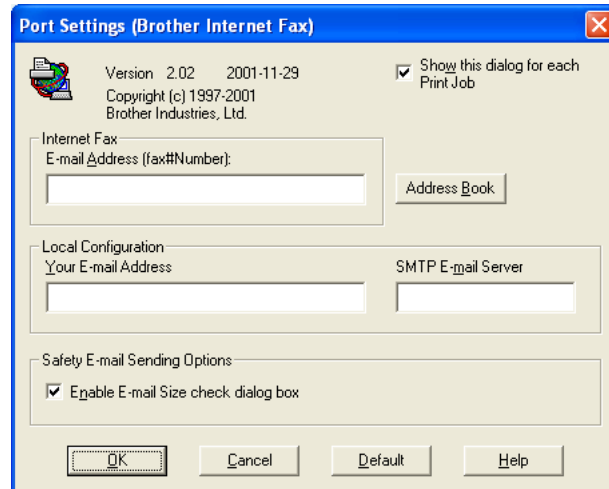 Port Settings (Brother Internet Fax)
Version 2.02 2001-11-29
Copyright (c) 1997-2001
Brother Industries, Ltd.
Show this dialog for each
Print Job
Internet Fax
E-mail Address (fax#Number):
Address Book
Local Configuration
Your E-mail Address
SMTP E-mail Server
Safety E-mail Sending Options
Enable E-mail Size check dialog box
OK Cancel Default Help